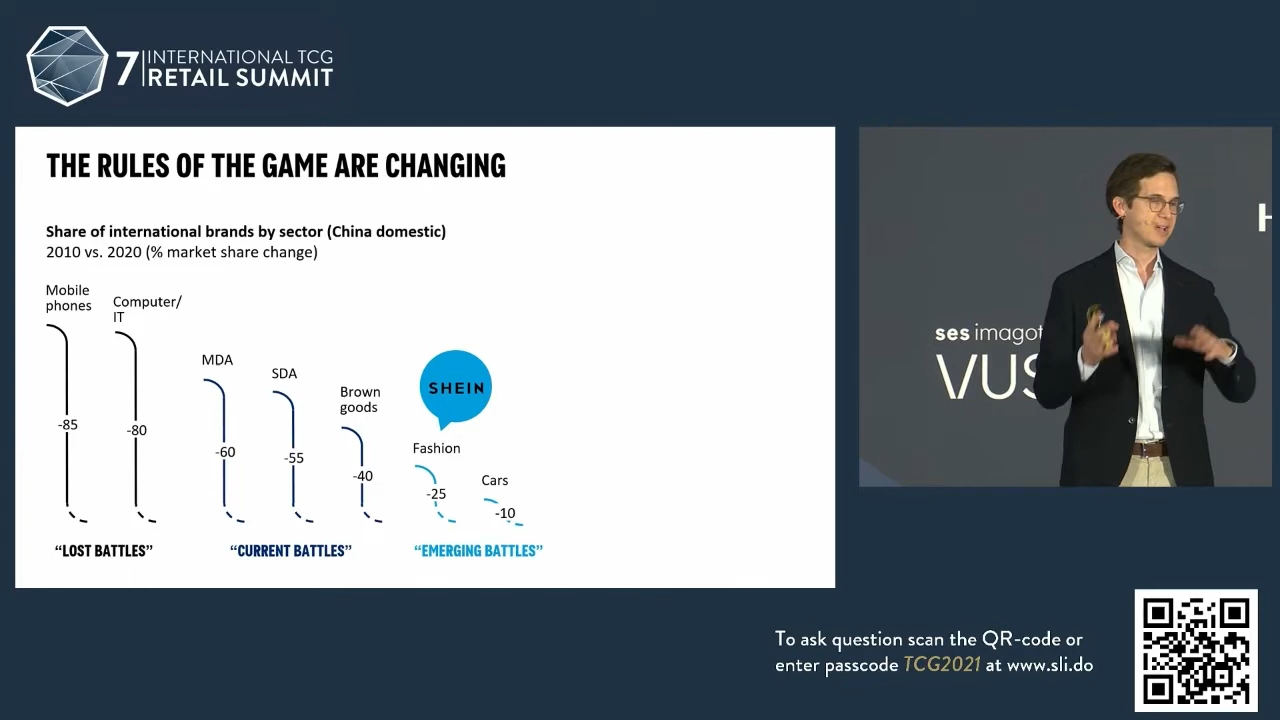 7 INTERNATIONAL TCG
RETAIL SUMMIT
THE RULES OF THE GAME ARE CHANGING
Share of international brands by sector (China domestic)
2010 vs. 2020 (% market share change)
Mobile
phones
Computer/
IT
MDA
SDA
Brown
goods
SHEIN
Fashion
Cars
-85
-80
-60
-55
-40
-25
-10
"LOST BATTLES"
"CURRENT BATTLES"
"EMERGING BATTLES"
H
ses imagot
VUS
To ask question scan the QR-code or
enter passcode TCG2021 at www.sli.do